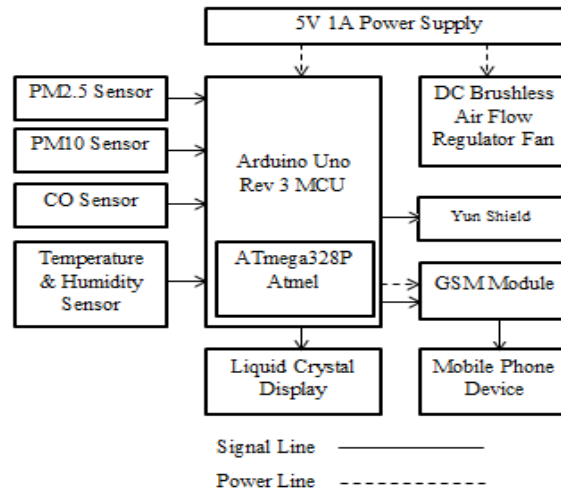 5V 1A Power Supply
PM2.5 Sensor
PM10 Sensor
CO Sensor
Temperature
& Humidity
Sensor
Arduino Uno
Rev 3 MCU
ATmega328P
Atmel
DC Brushless
Air Flow
Regulator Fan
Yun Shield
GSM Module
Liquid Crystal
Display
Mobile Phone
Device
Signal Line
Power Line